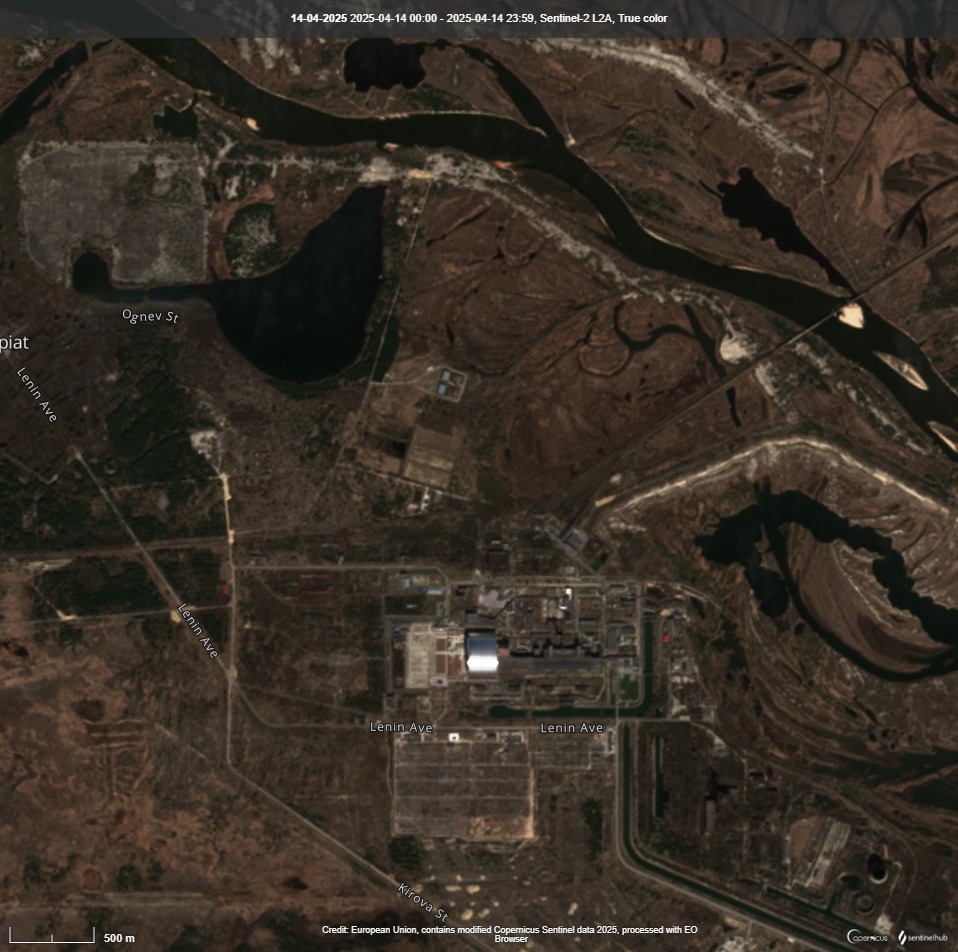 14-04-2025 2025-04-14 00:00 - 2025-04-14 23:59, Sentinel-2 L2A, True color
Ognev St
piat
Lenin Ave
Lenin Ave
Lenin Ave
Lenin Ave
Kirova St
500 m
Credit: European Union, contains modified Copernicus Sentinel data 2025, processed with EO
Browser
opernicus
sentinelhub